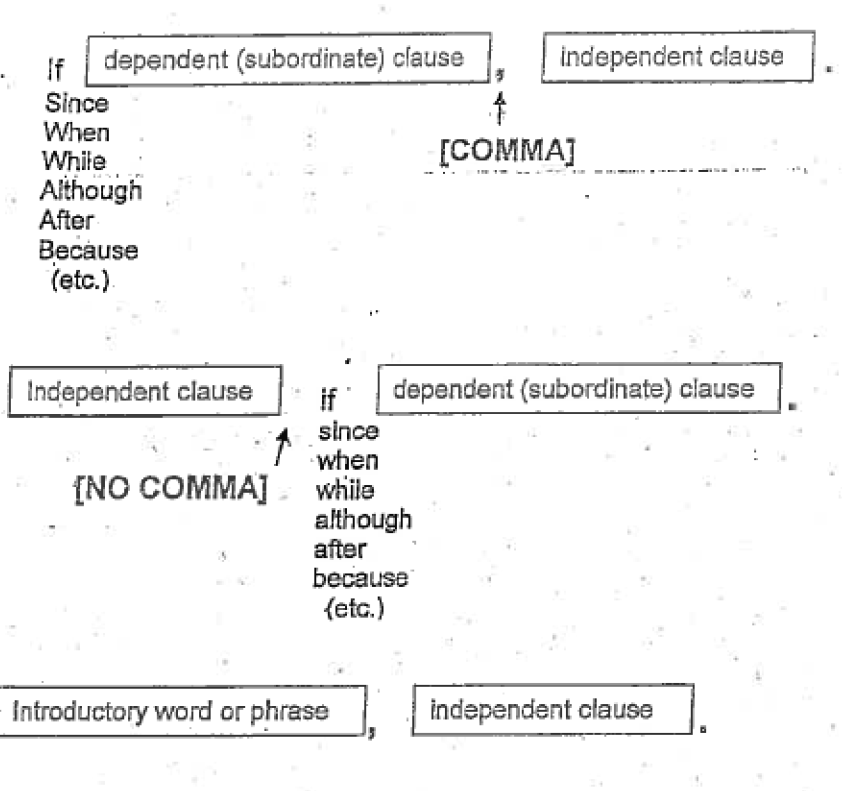 If dependent (subordinate) clause , independent clause .
Since
When
While
Although
After
Because
(etc.)
[COMMA]
Independent clause if dependent (subordinate) clause .
since
when
while
although
after
because
(etc.)
[NO COMMA]
Introductory word or phrase , independent clause .